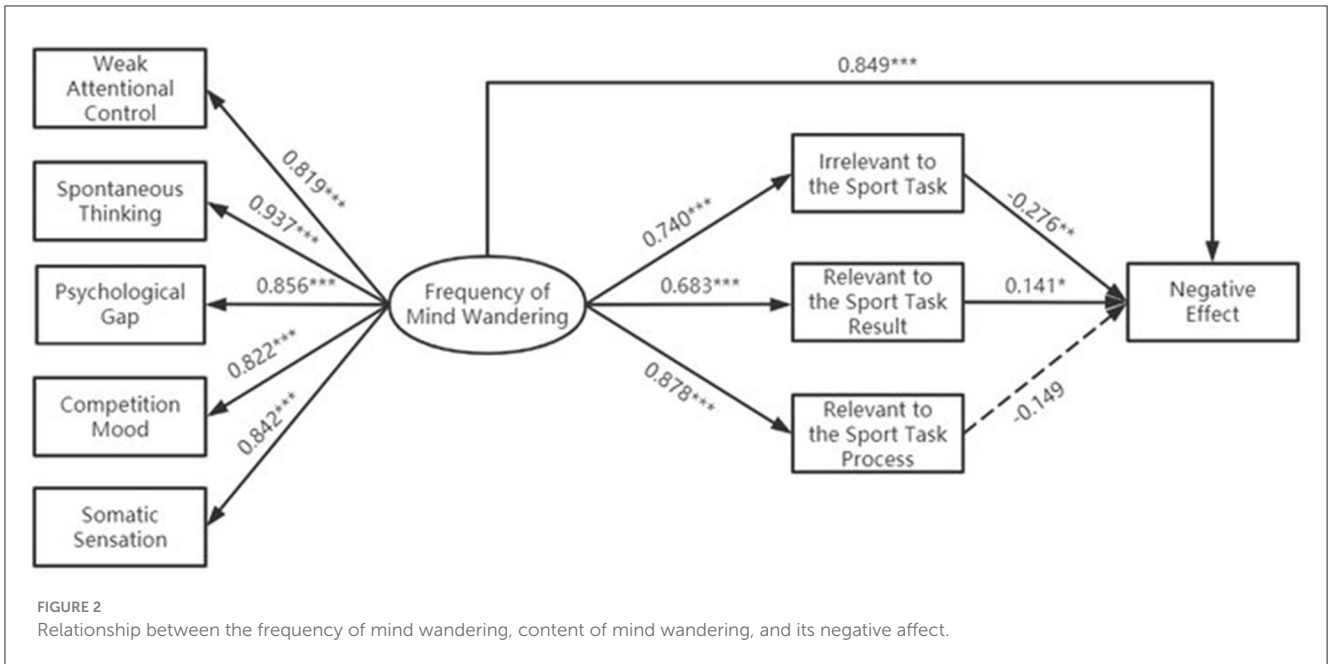 Weak
Attentional
Control
Spontaneous
Thinking
Psychological
Gap
Competition
Mood
Somatic
Sensation
0.819***
0.937***
0.856***
0.822***
0.842***
Frequency of
Mind Wandering
0.849***
0.740***
0.683***
0.878***
Irrelevant to
the Sport Task
Relevant to
the Sport Task
Result
Relevant to
the Sport Task
Process
-0.276**
0.141*
-0.149
Negative
Effect
FIGURE 2
Relationship between the frequency of mind wandering, content of mind wandering, and its negative affect.